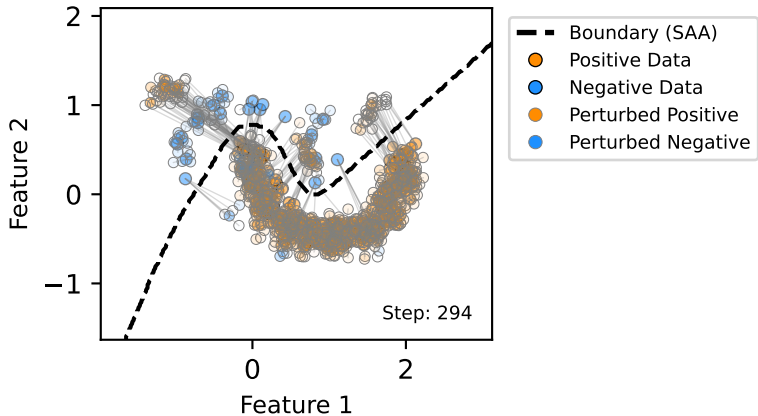 2
1
0
−1
Feature 2
0
2
Feature 1
Step: 294
Boundary (SAA)
Positive Data
Negative Data
Perturbed Positive
Perturbed Negative